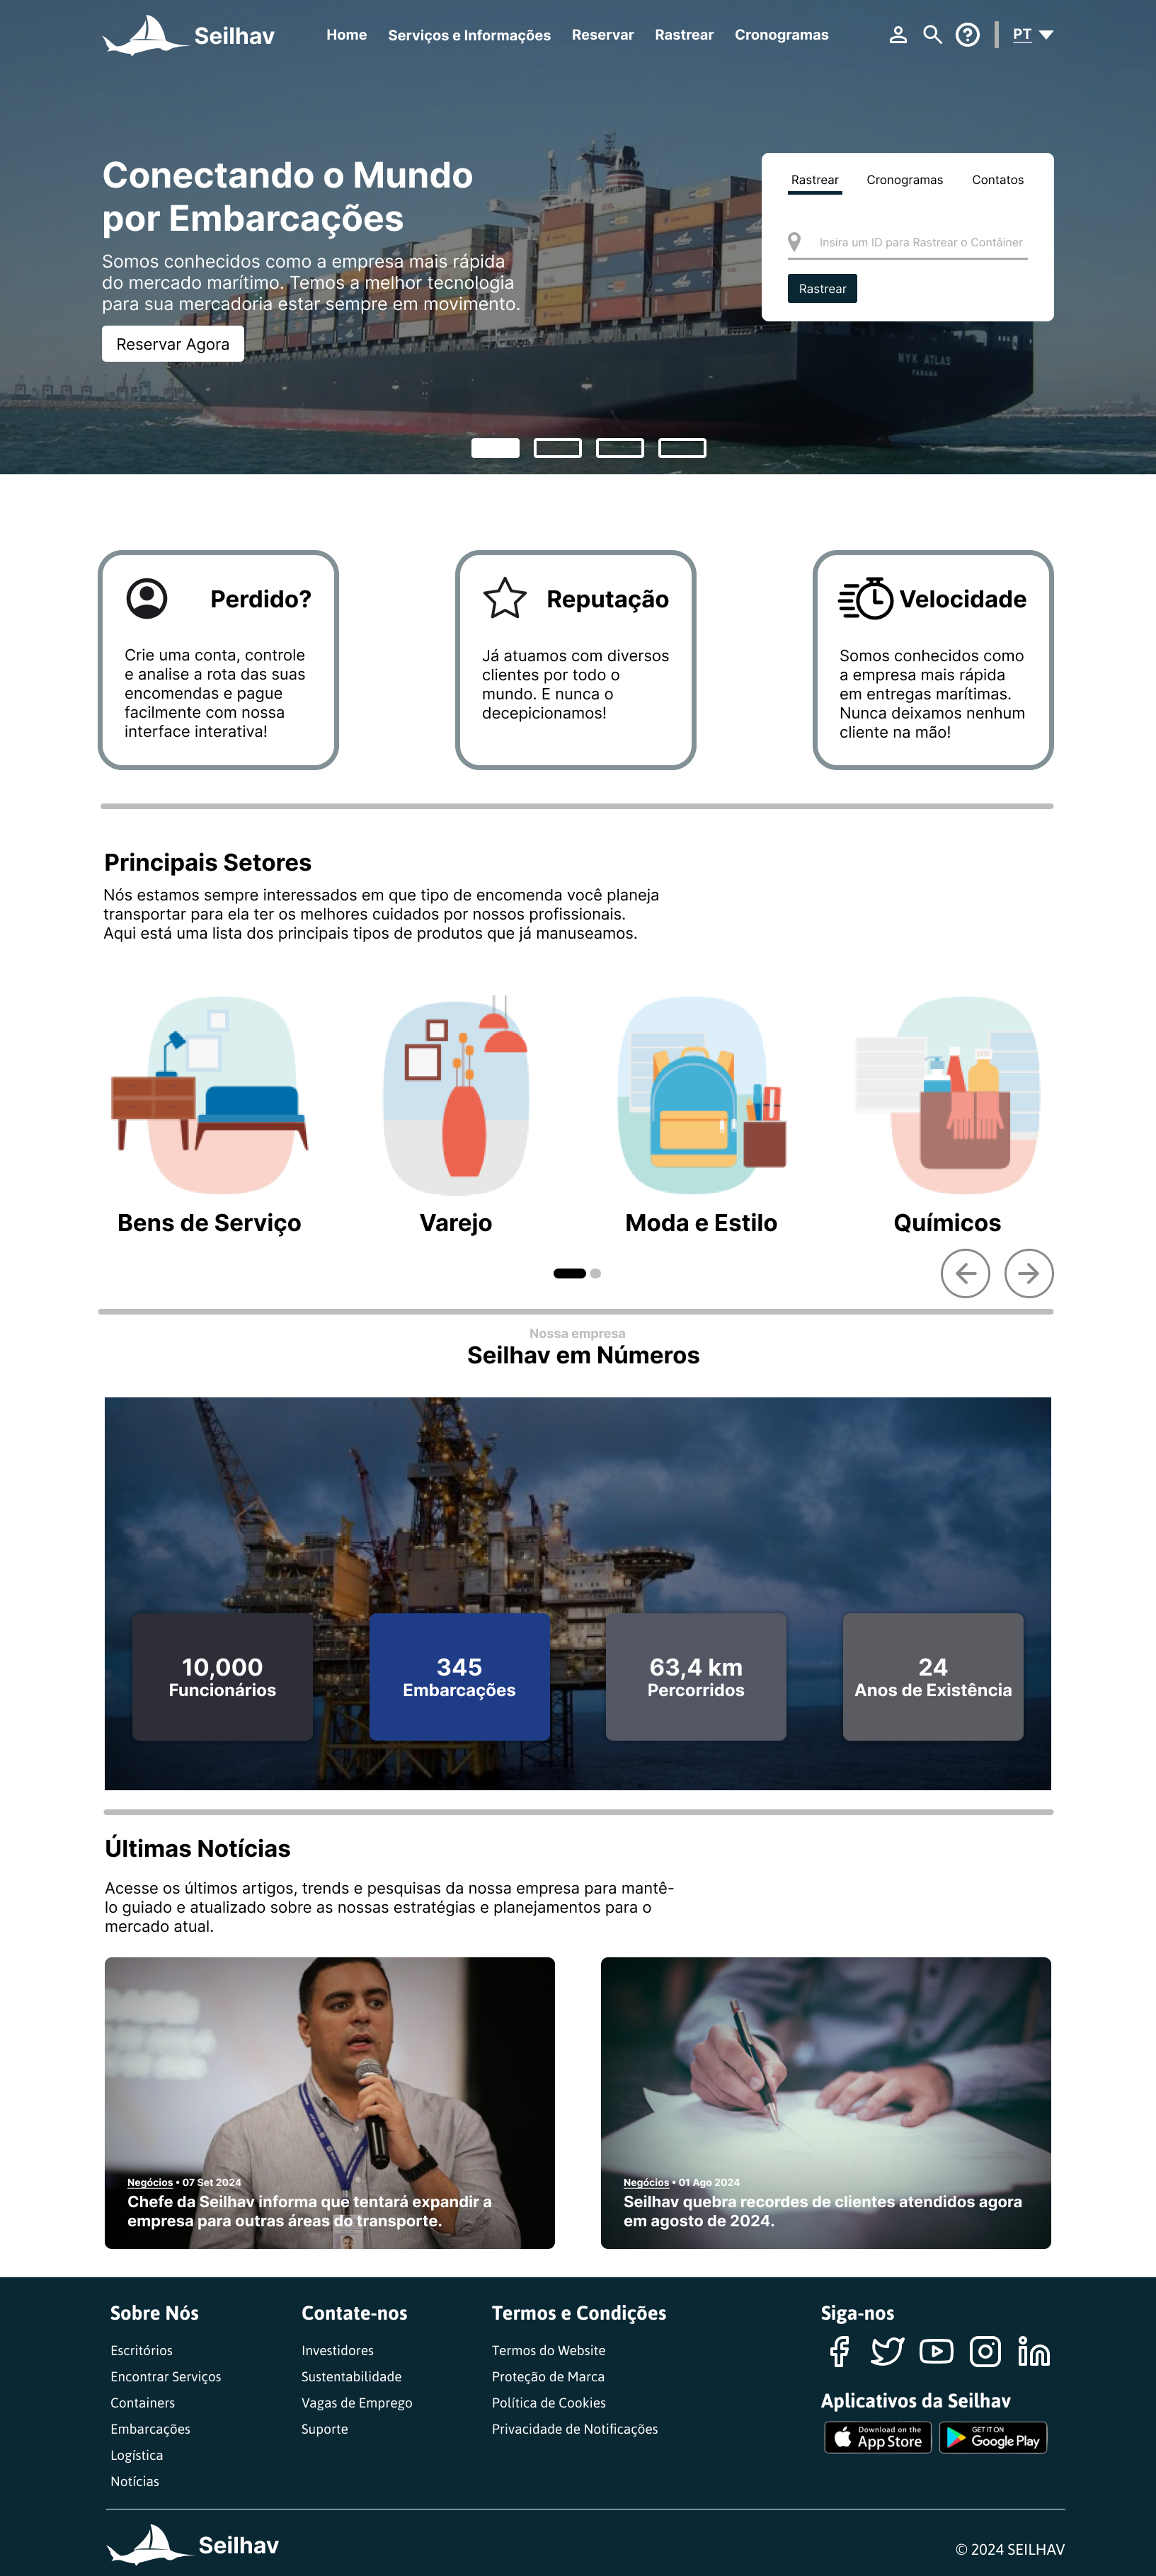 Seilhav
Home
Serviços e Informações
Reservar
Rastrear
Cronogramas
PT
Conectando o Mundo
por Embarcações
Somos conhecidos como a empresa mais rápida
do mercado marítimo. Temos a melhor tecnologia
para sua mercadoria estar sempre em movimento.
Reservar Agora
Rastrear
Cronogramas
Contatos
Insira um ID para Rastrear o Contâiner
Rastrear
NYK ATLAS
PANAMA
Perdido?
Crie uma conta, controle
e analise a rota das suas
encomendas e pague
facilmente com nossa
interface interativa!
Reputação
Já atuamos com diversos
clientes por todo o
mundo. E nunca o
decepicionamos!
Velocidade
Somos conhecidos como
a empresa mais rápida
em entregas marítimas.
Nunca deixamos nenhum
cliente na mão!
Principais Setores
Nós estamos sempre interessados em que tipo de encomenda você planeja
transportar para ela ter os melhores cuidados por nossos profissionais.
Aqui está uma lista dos principais tipos de produtos que já manuseamos.
Bens de Serviço
Varejo
Moda e Estilo
Químicos
Nossa empresa
Seilhav em Números
10,000
Funcionários
345
Embarcações
63,4 km
Percorridos
24
Anos de Existência
Últimas Notícias
Acesse os últimos artigos, trends e pesquisas da nossa empresa para mantê-
lo guiado e atualizado sobre as nossas estratégias e planejamentos para o
mercado atual.
Negócios • 07 Set 2024
Chefe da Seilhav informa que tentará expandir a
empresa para outras áreas do transporte.
Negócios • 01 Ago 2024
Seilhav quebra recordes de clientes atendidos agora
em agosto de 2024.
Sobre Nós
Escritórios
Encontrar Serviços
Containers
Embarcações
Logística
Notícias
Contate-nos
Investidores
Sustentabilidade
Vagas de Emprego
Suporte
Termos e Condições
Termos do Website
Proteção de Marca
Política de Cookies
Privacidade de Notificações
Siga-nos
Aplicativos da Seilhav
Download on the
App Store
GET IT ON
Google Play
Seilhav
© 2024 SEILHAV